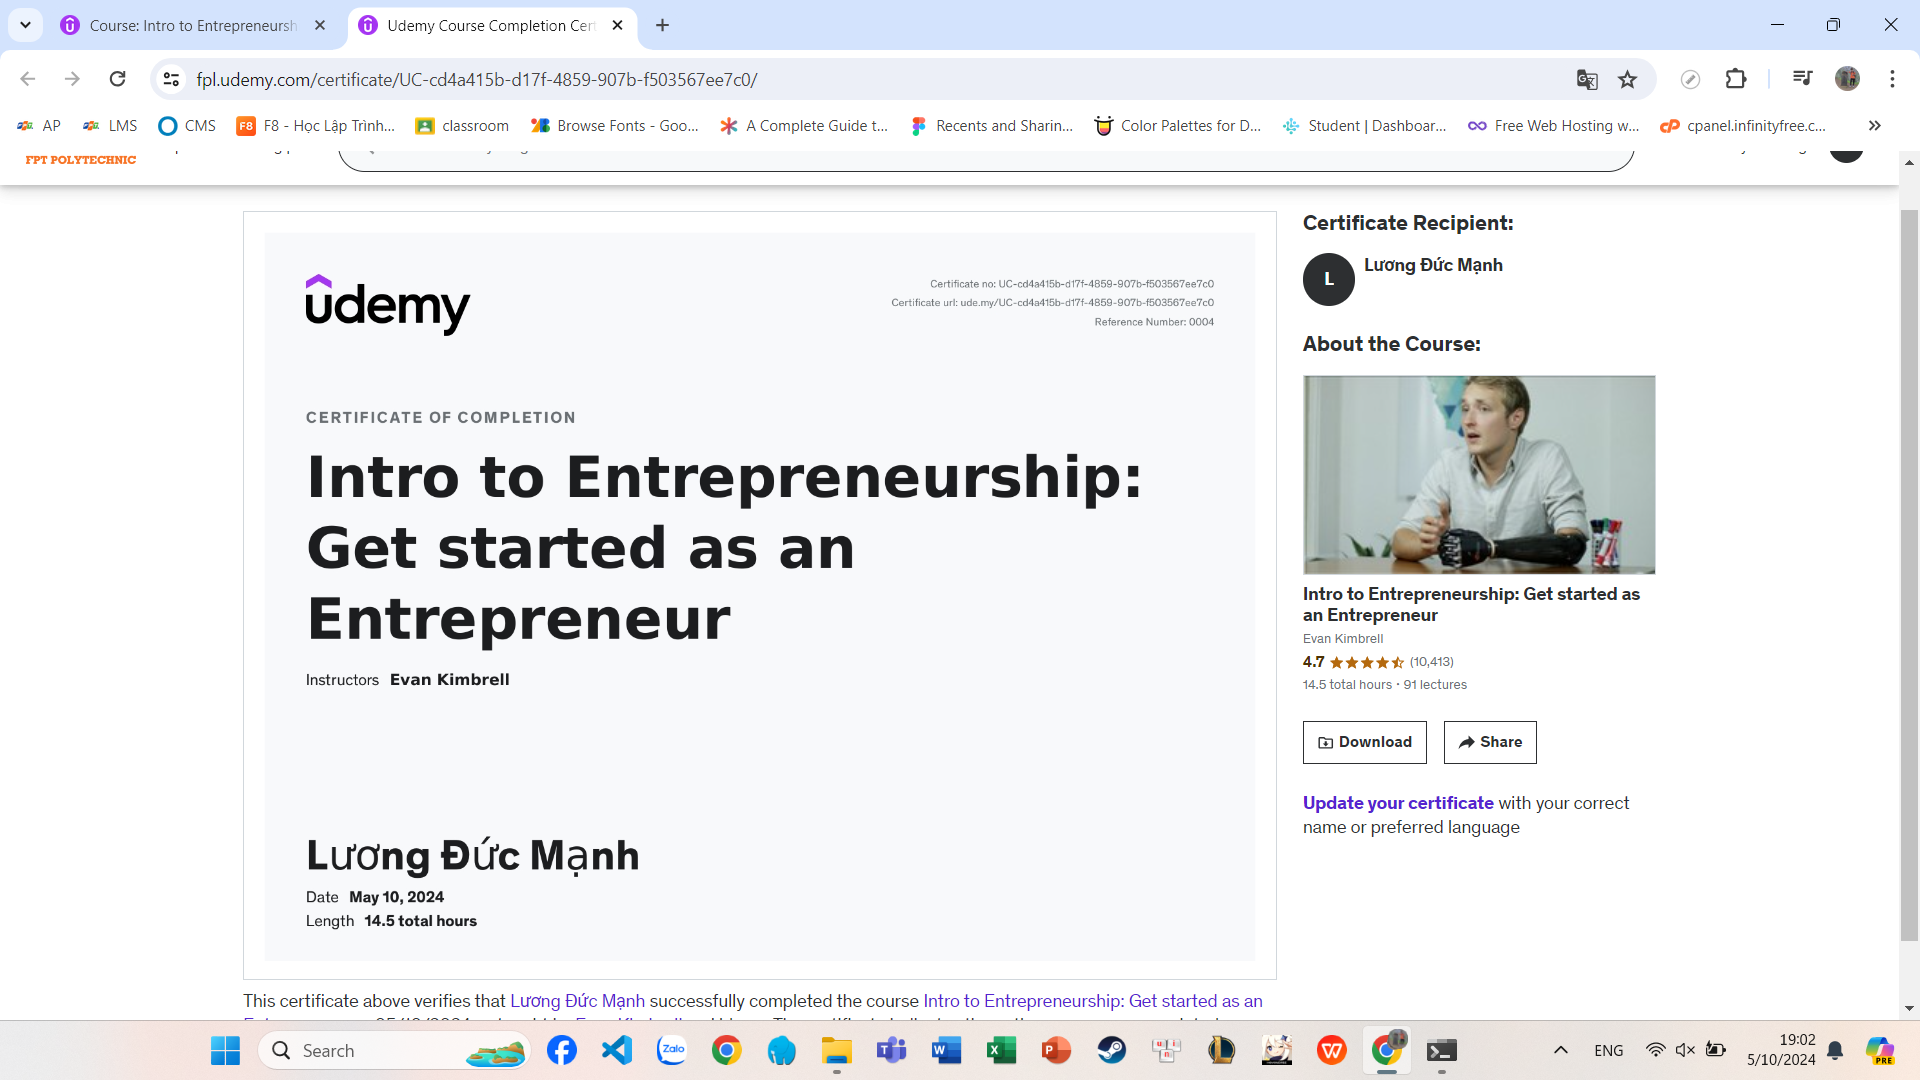 Course: Intro to Entrepreneursh
Udemy Course Completion Cert
fpl.udemy.com/certificate/UC-cd4a415b-d17f-4859-907b-f503567ee7c0/
AP
LMS
CMS
F8 - Học Lập Trình...
classroom
Browse Fonts - Goo...
A Complete Guide t...
Recents and Sharin...
Color Palettes for D...
Student | Dashboar...
Free Web Hosting w...
cpanel.infinityfree.c...
FPT POLYTECHNIC
udemy
Certificate no: UC-cd4a415b-d17f-4859-907b-f503567ee7c0
Certificate url: ude.my/UC-cd4a415b-d17f-4859-907b-f503567ee7c0
Reference Number: 0004
CERTIFICATE OF COMPLETION
Intro to Entrepreneurship:
Get started as an
Entrepreneur
Instructors Evan Kimbrell
Lương Đức Mạnh
Date May 10, 2024
Length 14.5 total hours
Certificate Recipient:
L
Lương Đức Mạnh
About the Course:
Intro to Entrepreneurship: Get started as
an Entrepreneur
Evan Kimbrell
4.7 (10,413)
14.5 total hours · 91 lectures
Download
Share
Update your certificate with your correct
name or preferred language
This certificate above verifies that Lương Đức Mạnh successfully completed the course Intro to Entrepreneurship: Get started as an
Search
Zalo
ENG
19:02
5/10/2024
PRE